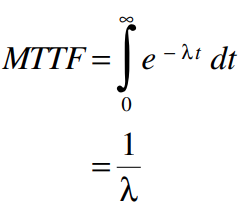 MTTF = ∫₀^∞ e^{−λt} dt
= 1/λ